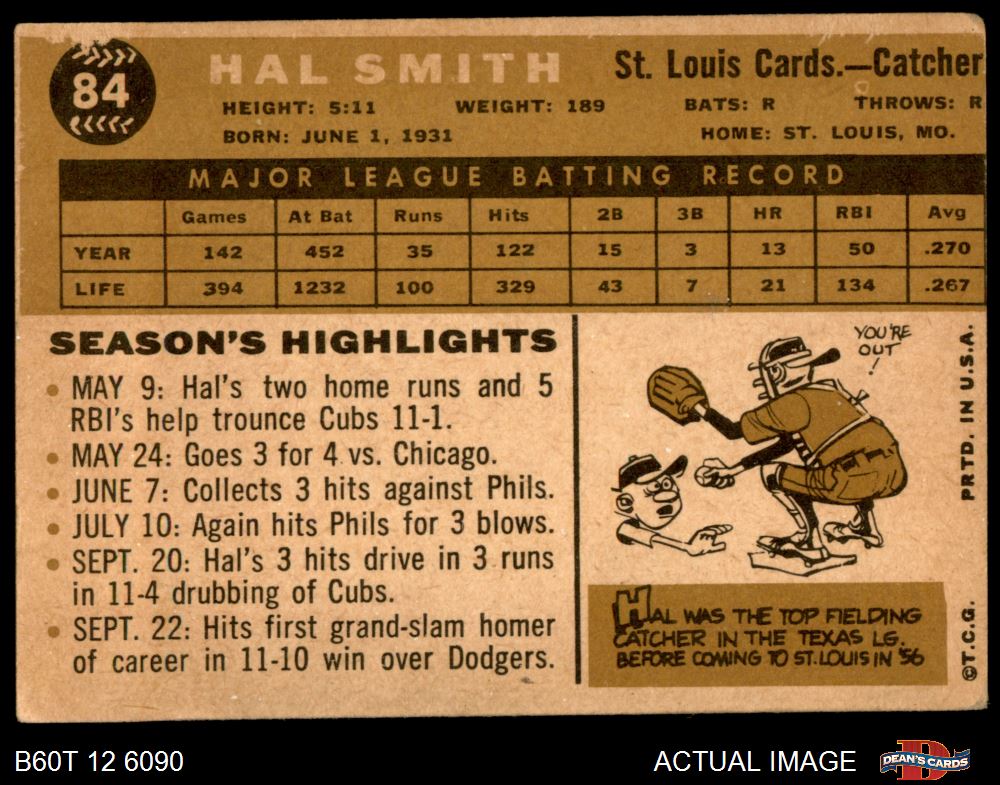 84
HAL SMITH
St. Louis Cards.—Catcher
HEIGHT: 5:11 WEIGHT: 189 BATS: R THROWS: R
BORN: JUNE 1, 1931 HOME: ST. LOUIS, MO.
MAJOR LEAGUE BATTING RECORD
Games At Bat Runs Hits 2B 3B HR RBI Avg
YEAR 142 452 35 122 15 3 13 50 .270
LIFE 394 1232 100 329 43 7 21 134 .267
SEASON'S HIGHLIGHTS
• MAY 9: Hal's two home runs and 5
RBI's help trounce Cubs 11-1.
• MAY 24: Goes 3 for 4 vs. Chicago.
• JUNE 7: Collects 3 hits against Phils.
• JULY 10: Again hits Phils for 3 blows.
• SEPT. 20: Hal's 3 hits drive in 3 runs
in 11-4 drubbing of Cubs.
• SEPT. 22: Hits first grand-slam homer
of career in 11-10 win over Dodgers.
YOU'RE
OUT
!
HAL WAS THE TOP FIELDING
CATCHER IN THE TEXAS LG.
BEFORE COMING TO ST. LOUIS IN '56
PRTD. IN U.S.A.
©T.C.G.
B60T 12 6090
ACTUAL IMAGE
D
DEAN'S CARDS